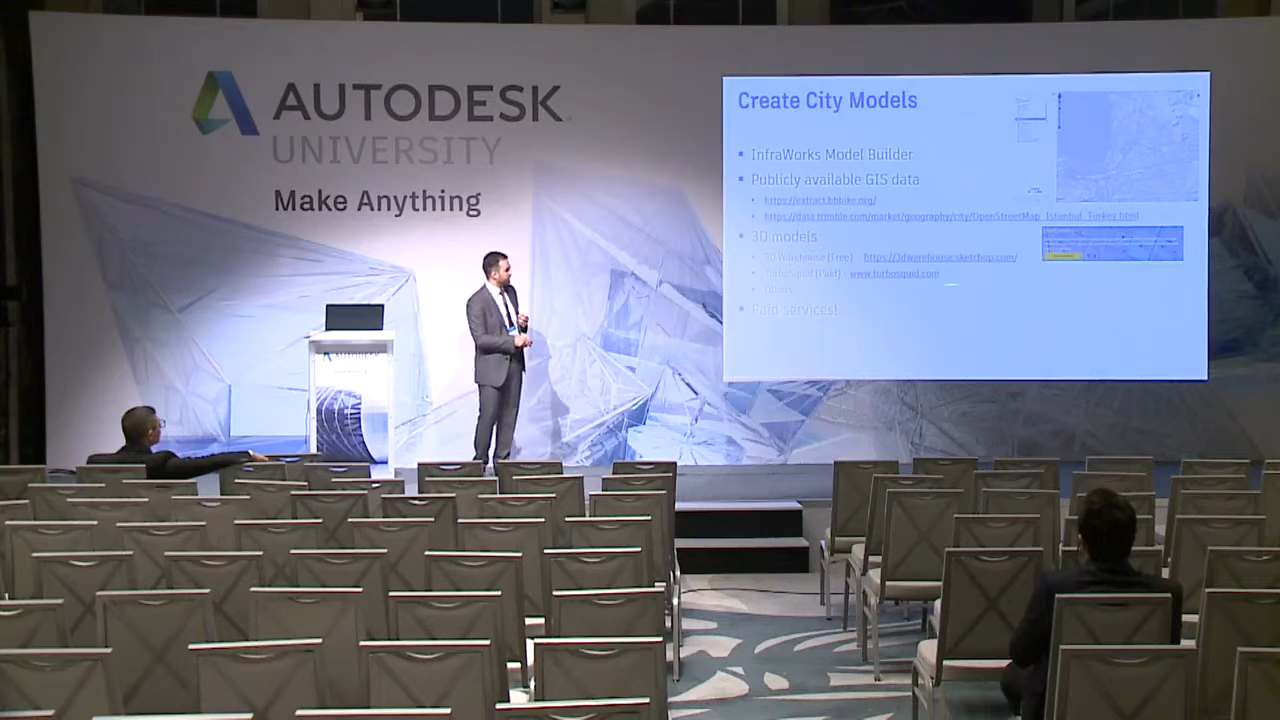 AUTODESK
UNIVERSITY
Make Anything
AUTODESK
Create City Models
InfraWorks Model Builder
Publicly available GIS data
https://extract.bbbike.org/
https://data.trimble.com/market/geography/city/OpenStreetMap_Istanbul_Turkey.html
3D models
3D Warehouse (Free) - https://3dwarehouse.sketchup.com/
TurboSquid (Paid) - www.turbosquid.com
Others
Paid services!